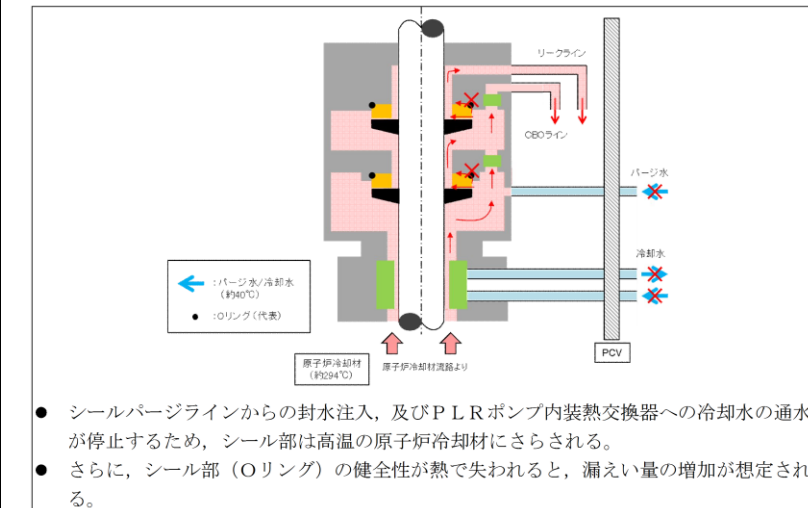 リークライン
CBOライン
パージ水
冷却水
：パージ水/冷却水
（約40℃）
：Oリング（代表）
PCV
原子炉冷却材
（約294℃）
原子炉冷却材流路より
● シールパージラインからの封水注入，及びＰＬＲポンプ内装熱交換器への冷却水の通水
が停止するため，シール部は高温の原子炉冷却材にさらされる。
● さらに，シール部（Ｏリング）の健全性が熱で失われると，漏えい量の増加が想定され
る。